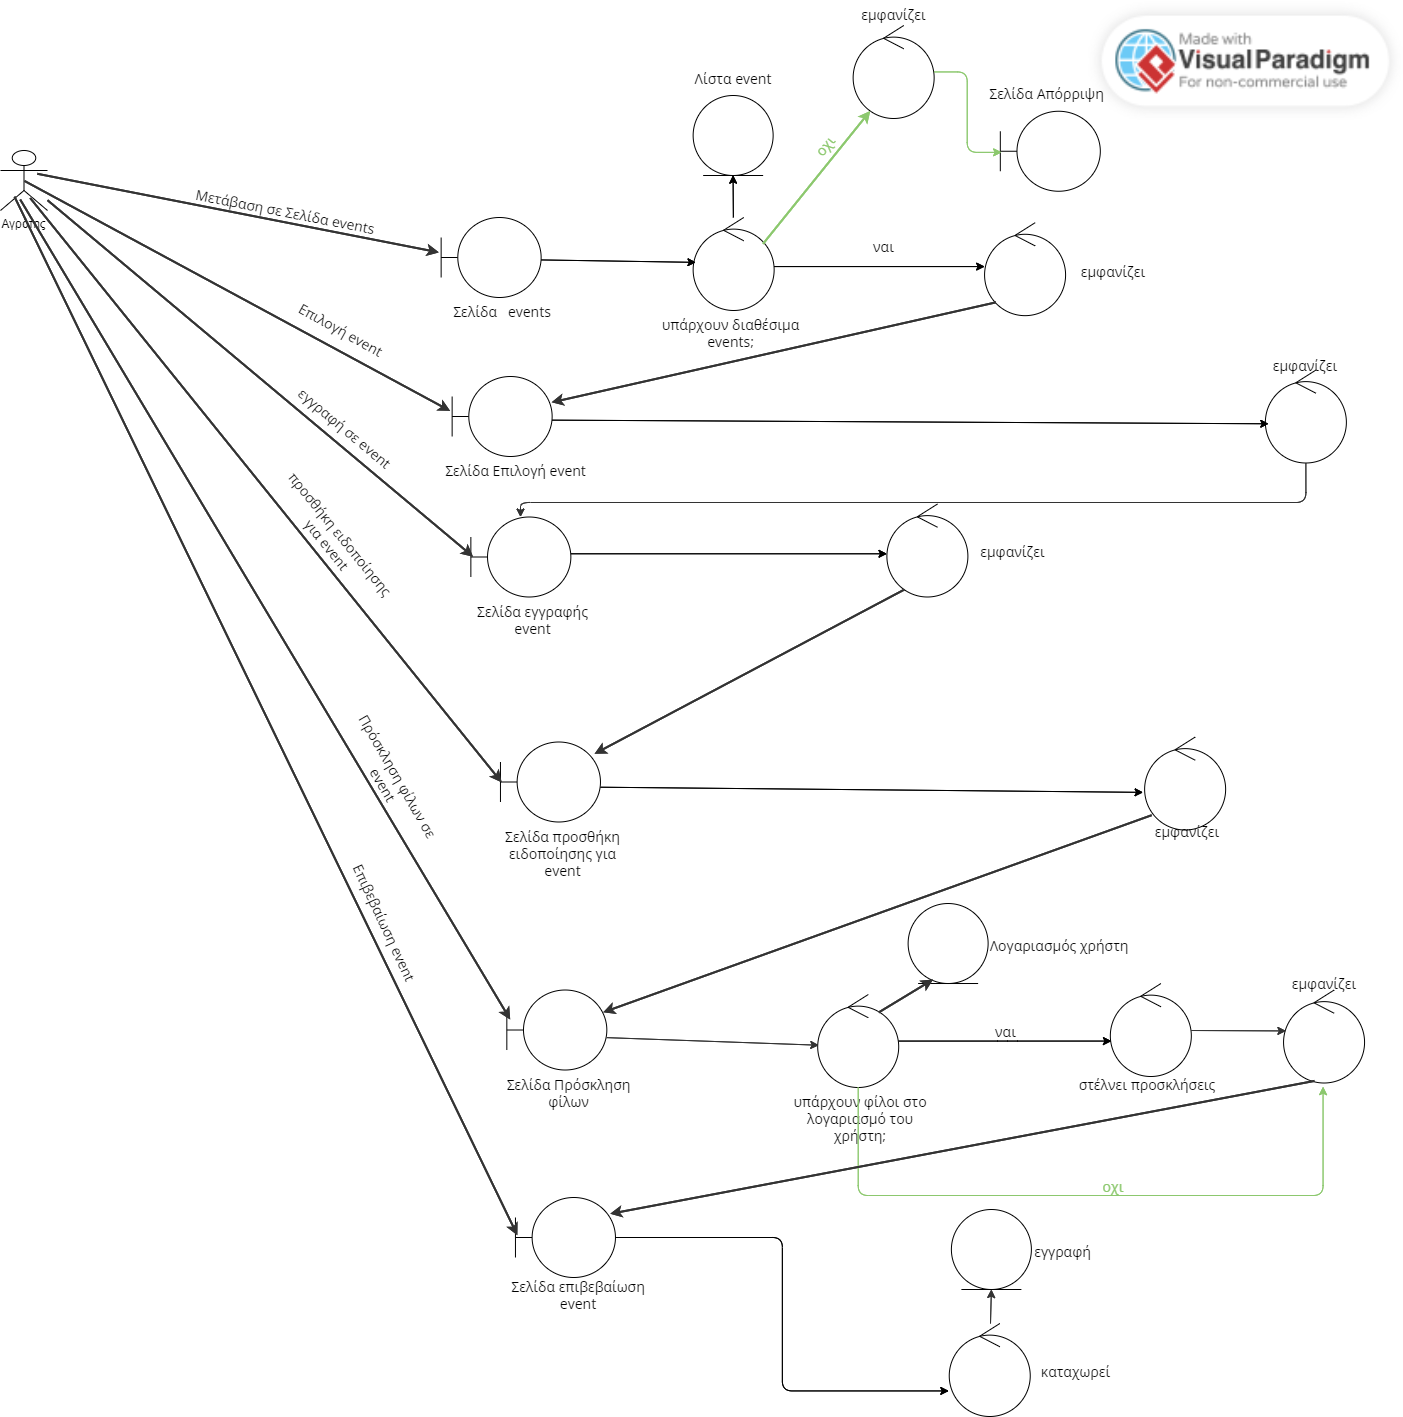 εμφανίζει
Made with
Visual Paradigm
For non-commercial use
Λίστα event
Σελίδα Απόρριψη
οχι
Αγρότης
Μετάβαση σε Σελίδα events
ναι
εμφανίζει
Σελίδα events
υπάρχουν διαθέσιμα
events;
Επιλογή event
εμφανίζει
εγγραφή σε event
Σελίδα Επιλογή event
προσθήκη ειδοποίησης
για event
εμφανίζει
Σελίδα εγγραφής
event
Πρόσκληση φίλων σε
event
Σελίδα προσθήκη
ειδοποίησης για
event
εμφανίζει
Επιβεβαίωση event
Λογαριασμός χρήστη
εμφανίζει
ναι
Σελίδα Πρόσκληση
φίλων
στέλνει προσκλήσεις
υπάρχουν φίλοι στο
λογαριασμό του
χρήστη;
οχι
εγγραφή
Σελίδα επιβεβαίωση
event
καταχωρεί